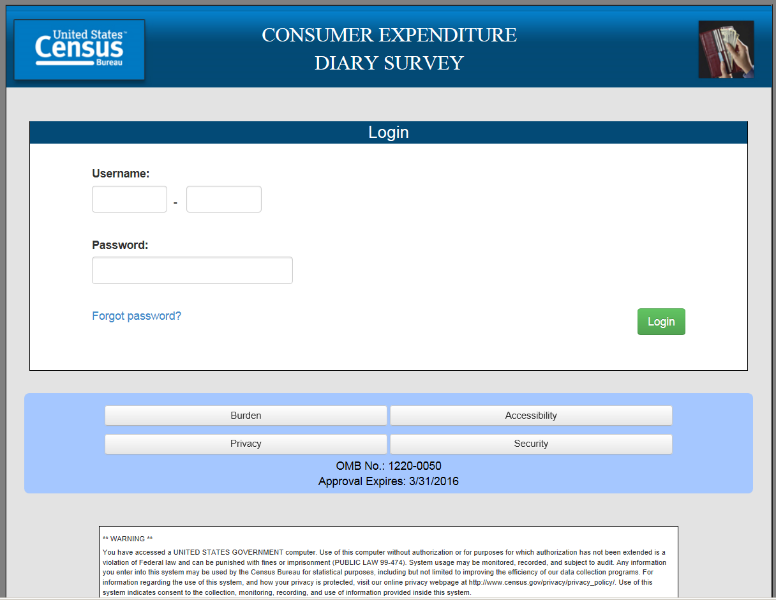 United States™
Census
Bureau
CONSUMER EXPENDITURE
DIARY SURVEY
Login
Username:
-
Password:
Forgot password?
Login
Burden
Accessibility
Privacy
Security
OMB No.: 1220-0050
Approval Expires: 3/31/2016
** WARNING **
You have accessed a UNITED STATES GOVERNMENT computer. Use of this computer without authorization or for purposes for which authorization has not been extended is a
violation of Federal law and can be punished with fines or imprisonment (PUBLIC LAW 99-474). System usage may be monitored, recorded, and subject to audit. Any information
you enter into this system may be used by the Census Bureau for statistical purposes, including but not limited to improving the efficiency of our data collection programs. For
information regarding the use of this system, and how your privacy is protected, visit our online privacy webpage at http://www.census.gov/privacy/privacy_policy/. Use of this
system indicates consent to the collection, monitoring, recording, and use of information provided inside this system.